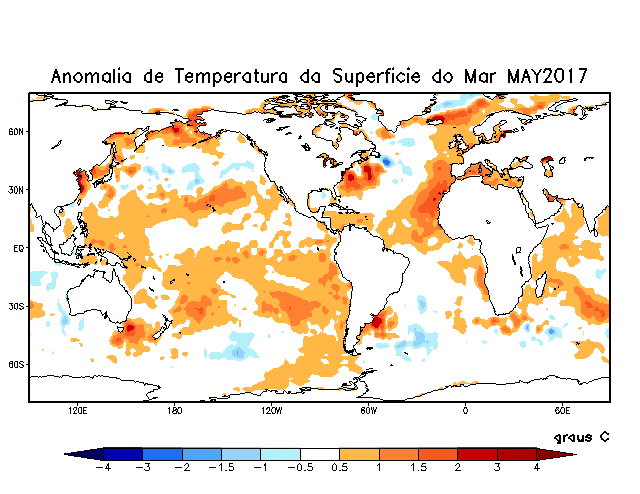 Anomalia de Temperatura da Superficie do Mar MAY2017
60N
30N
EQ
30S
60S
120E 180 120W 60W 0 60E
graus C
-4 -3 -2 -1.5 -1 -0.5 0.5 1 1.5 2 3 4